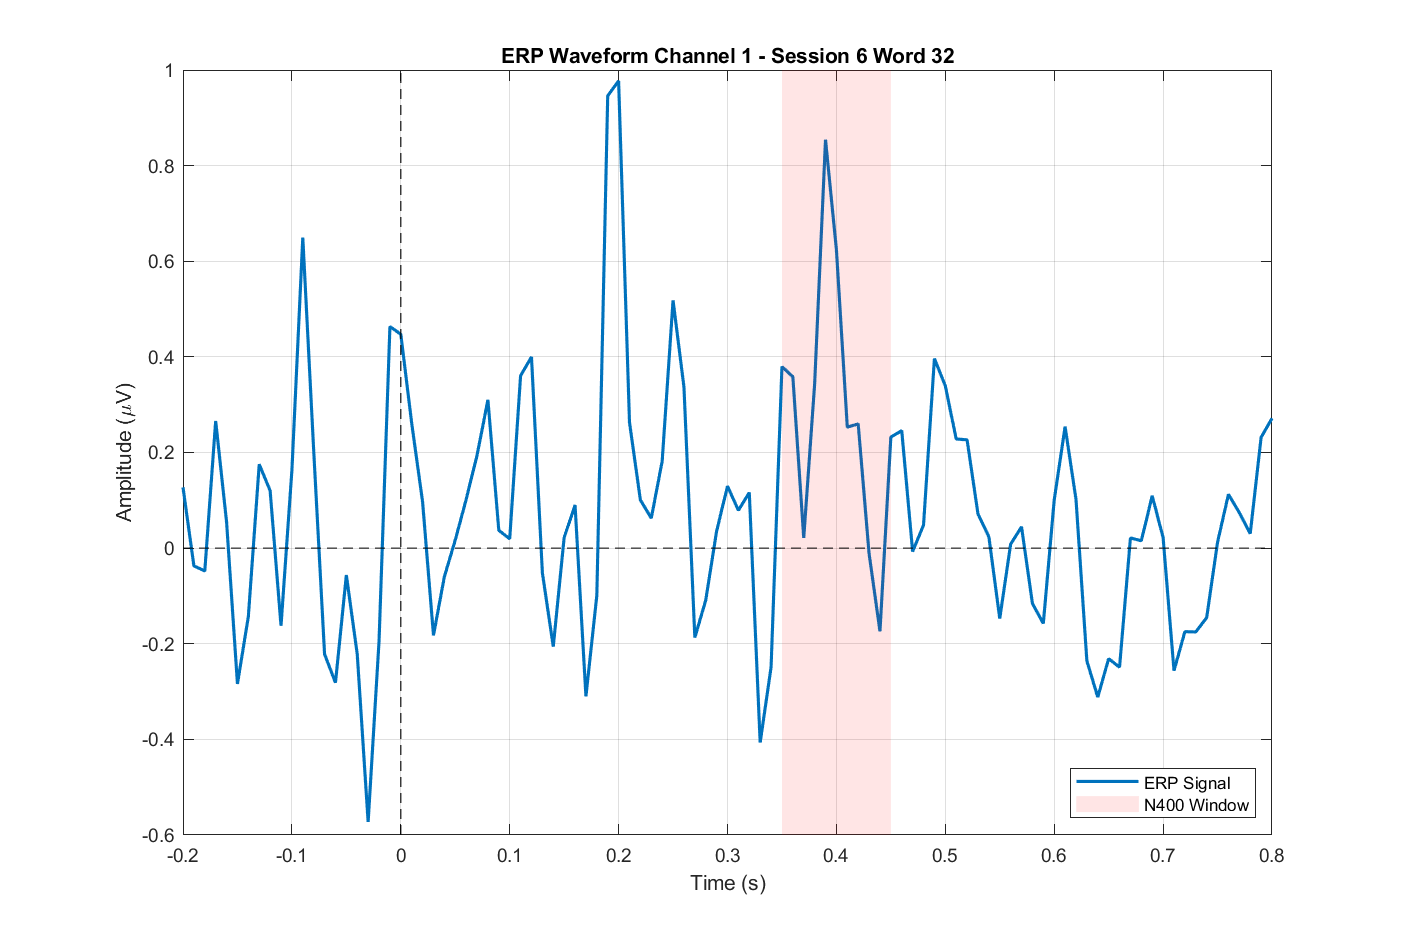 ERP Waveform Channel 1 - Session 6 Word 32
1
0.8
0.6
0.4
0.2
0
-0.2
-0.4
-0.6
Amplitude (μV)
-0.2 -0.1 0 0.1 0.2 0.3 0.4 0.5 0.6 0.7 0.8
Time (s)
ERP Signal
N400 Window